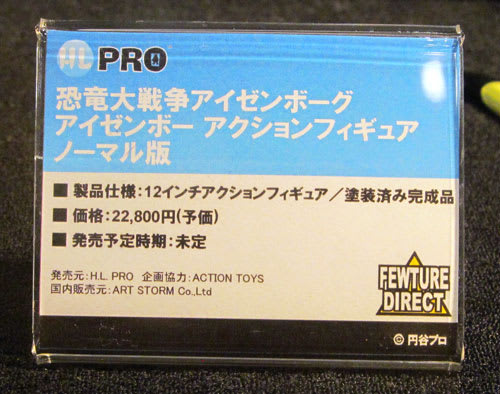 HL PRO
恐竜大戦争アイゼンボーグ
アイゼンボー アクションフィギュア
ノーマル版
■ 製品仕様：12インチアクションフィギュア／塗装済み完成品
■ 価格：22,800円(予価)
■ 発売予定時期：未定
発売元：H.L. PRO 企画協力：ACTION TOYS
国内販売元：ART STORM Co.,Ltd
FEWTURE
DIRECT
© 円谷プロ